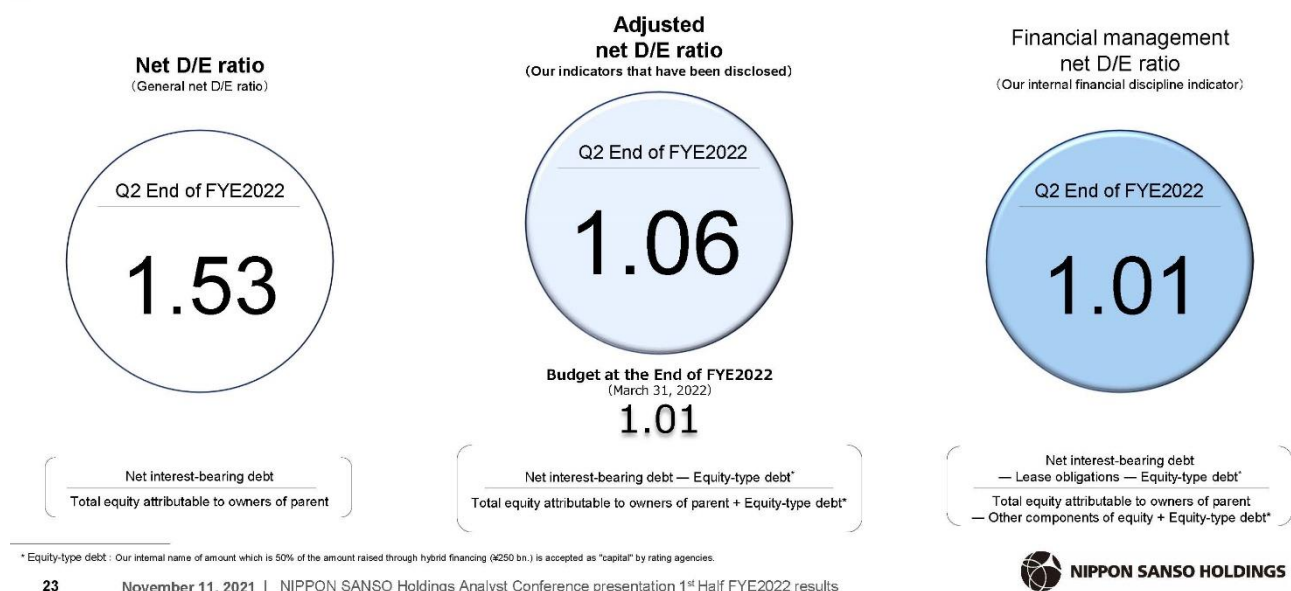 Net D/E ratio
(General net D/E ratio)
Q2 End of FYE2022
1.53
Net interest-bearing debt
Total equity attributable to owners of parent
Adjusted
net D/E ratio
(Our indicators that have been disclosed)
Q2 End of FYE2022
1.06
Budget at the End of FYE2022
(March 31, 2022)
1.01
Net interest-bearing debt — Equity-type debt*
Total equity attributable to owners of parent + Equity-type debt*
Financial management
net D/E ratio
(Our internal financial discipline indicator)
Q2 End of FYE2022
1.01
Net interest-bearing debt
— Lease obligations — Equity-type debt*
Total equity attributable to owners of parent
— Other components of equity + Equity-type debt*
* Equity-type debt : Our internal name of amount which is 50% of the amount raised through hybrid financing (¥250 bn.) is accepted as "capital" by rating agencies.
23 November 11, 2021 | NIPPON SANSO Holdings Analyst Conference presentation 1st Half FYE2022 results
NIPPON SANSO HOLDINGS